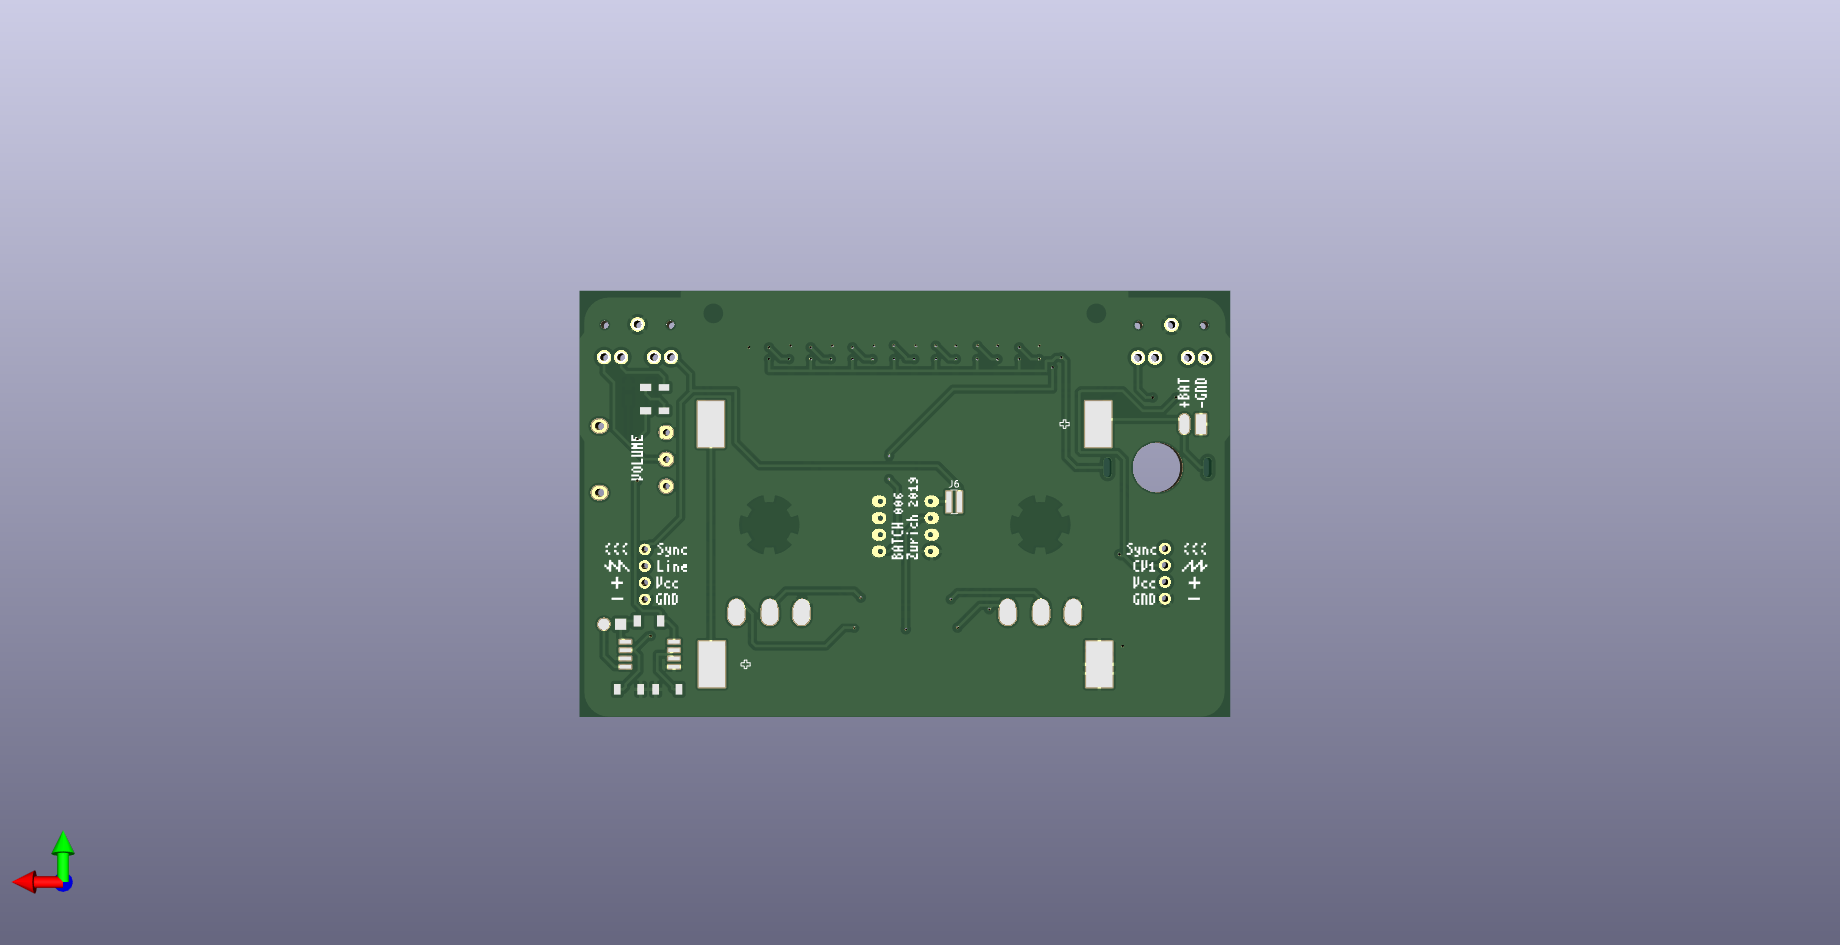 +BAT
-GND
VOLUME
J6
BATCH 006
Zurich 2019
Sync
Line
Vcc
GND
Sync
CV1
Vcc
GND